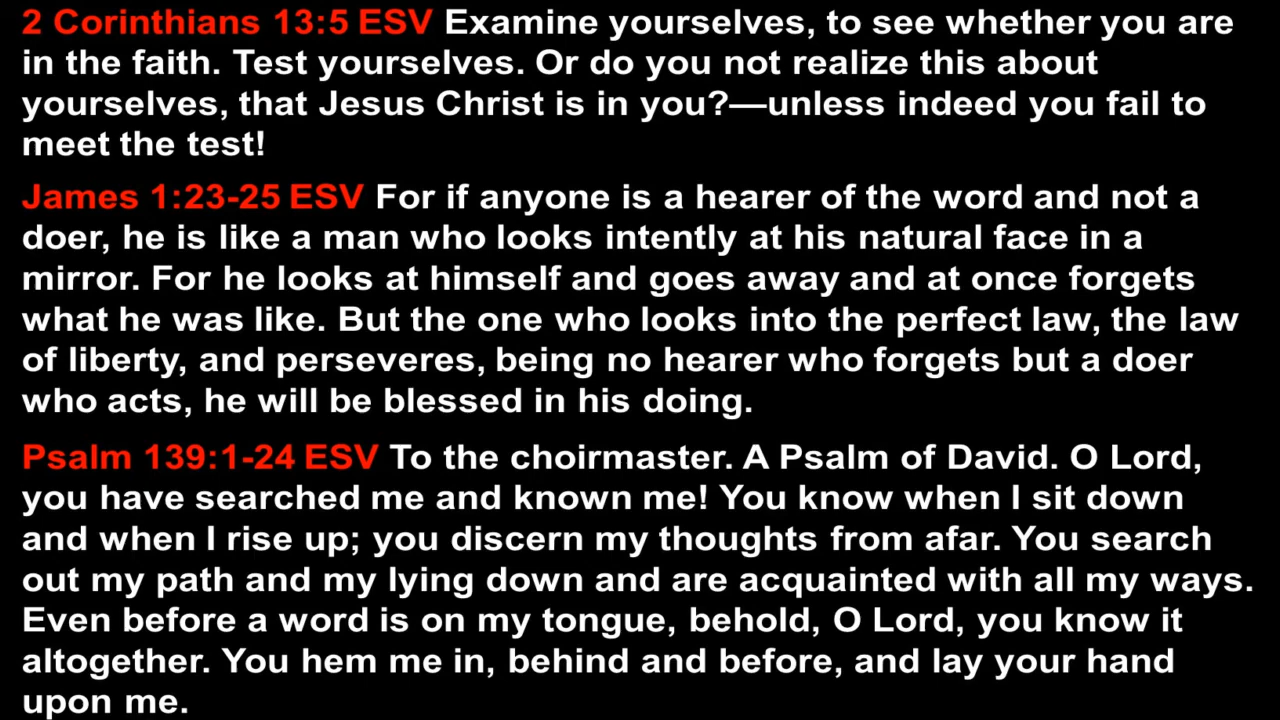 2 Corinthians 13:5 ESV Examine yourselves, to see whether you are
in the faith. Test yourselves. Or do you not realize this about
yourselves, that Jesus Christ is in you?—unless indeed you fail to
meet the test!
James 1:23-25 ESV For if anyone is a hearer of the word and not a
doer, he is like a man who looks intently at his natural face in a
mirror. For he looks at himself and goes away and at once forgets
what he was like. But the one who looks into the perfect law, the law
of liberty, and perseveres, being no hearer who forgets but a doer
who acts, he will be blessed in his doing.
Psalm 139:1-24 ESV To the choirmaster. A Psalm of David. O Lord,
you have searched me and known me! You know when I sit down
and when I rise up; you discern my thoughts from afar. You search
out my path and my lying down and are acquainted with all my ways.
Even before a word is on my tongue, behold, O Lord, you know it
altogether. You hem me in, behind and before, and lay your hand
upon me.